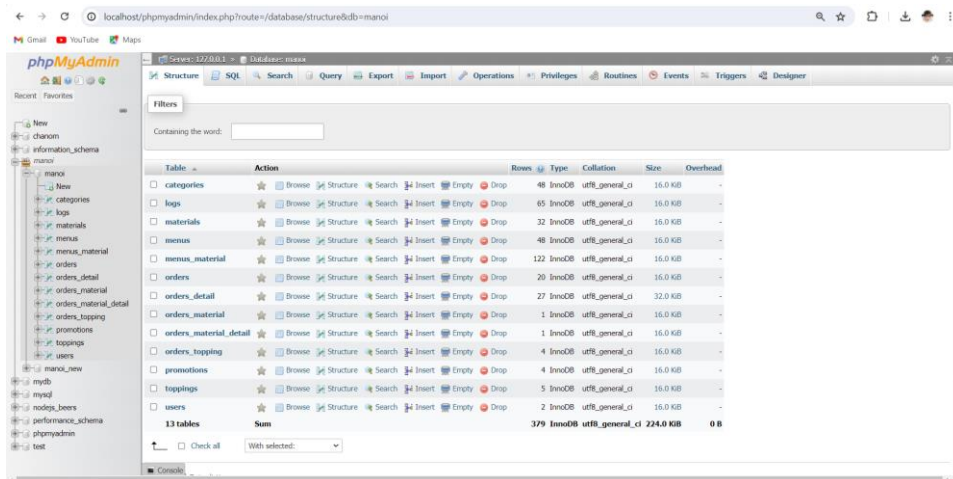 localhost/phpmyadmin/index.php?route=/database/structure&db=manoi
Gmail YouTube Maps
phpMyAdmin
Recent Favorites
New
chanom
information_schema
manoi
manoi
New
categories
logs
materials
menus
menus_material
orders
orders_detail
orders_material
orders_material_detail
orders_topping
promotions
toppings
users
manoi_new
mydb
mysql
nodejs_beers
performance_schema
phpmyadmin
test
Server: 127.0.0.1 » Database:
Structure SQL Search Query Export Import Operations Privileges Routines Events Triggers Designer
Filters
Containing the word:
Table Action Rows Type Collation Size Overhead
categories Browse Structure Search Insert Empty Drop 48 InnoDB utf8_general_ci 16.0 KiB -
logs Browse Structure Search Insert Empty Drop 65 InnoDB utf8_general_ci 16.0 KiB -
materials Browse Structure Search Insert Empty Drop 32 InnoDB utf8_general_ci 16.0 KiB -
menus Browse Structure Search Insert Empty Drop 48 InnoDB utf8_general_ci 16.0 KiB -
menus_material Browse Structure Search Insert Empty Drop 122 InnoDB utf8_general_ci 16.0 KiB -
orders Browse Structure Search Insert Empty Drop 20 InnoDB utf8_general_ci 16.0 KiB -
orders_detail Browse Structure Search Insert Empty Drop 27 InnoDB utf8_general_ci 32.0 KiB -
orders_material Browse Structure Search Insert Empty Drop 1 InnoDB utf8_general_ci 16.0 KiB -
orders_material_detail Browse Structure Search Insert Empty Drop 1 InnoDB utf8_general_ci 16.0 KiB -
orders_topping Browse Structure Search Insert Empty Drop 4 InnoDB utf8_general_ci 16.0 KiB -
promotions Browse Structure Search Insert Empty Drop 4 InnoDB utf8_general_ci 16.0 KiB -
toppings Browse Structure Search Insert Empty Drop 5 InnoDB utf8_general_ci 16.0 KiB -
users Browse Structure Search Insert Empty Drop 2 InnoDB utf8_general_ci 16.0 KiB -
13 tables Sum 379 InnoDB utf8_general_ci 224.0 KiB 0 B
Check all With selected:
Console